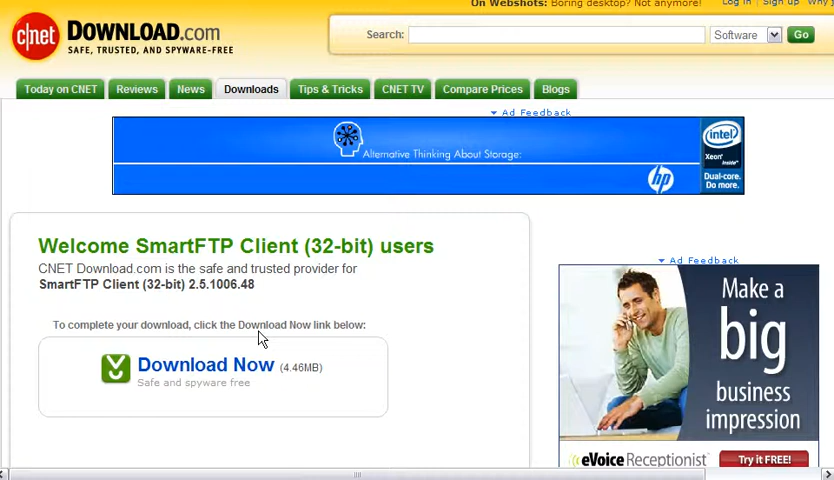 On Webshots: Boring desktop? Not anymore!
Log in | Sign up
c|net DOWNLOAD.com
SAFE, TRUSTED, AND SPYWARE-FREE
Search: Software Go
Today on CNET Reviews News Downloads Tips & Tricks CNET TV Compare Prices Blogs
Ad Feedback
Alternative Thinking About Storage:
hp
intel
Xeon
inside
Dual-core.
Do more.
Welcome SmartFTP Client (32-bit) users
CNET Download.com is the safe and trusted provider for
SmartFTP Client (32-bit) 2.5.1006.48
To complete your download, click the Download Now link below:
Download Now (4.46MB)
Safe and spyware free
Ad Feedback
Make a
big
business
impression
eVoice Receptionist
Try it FREE!